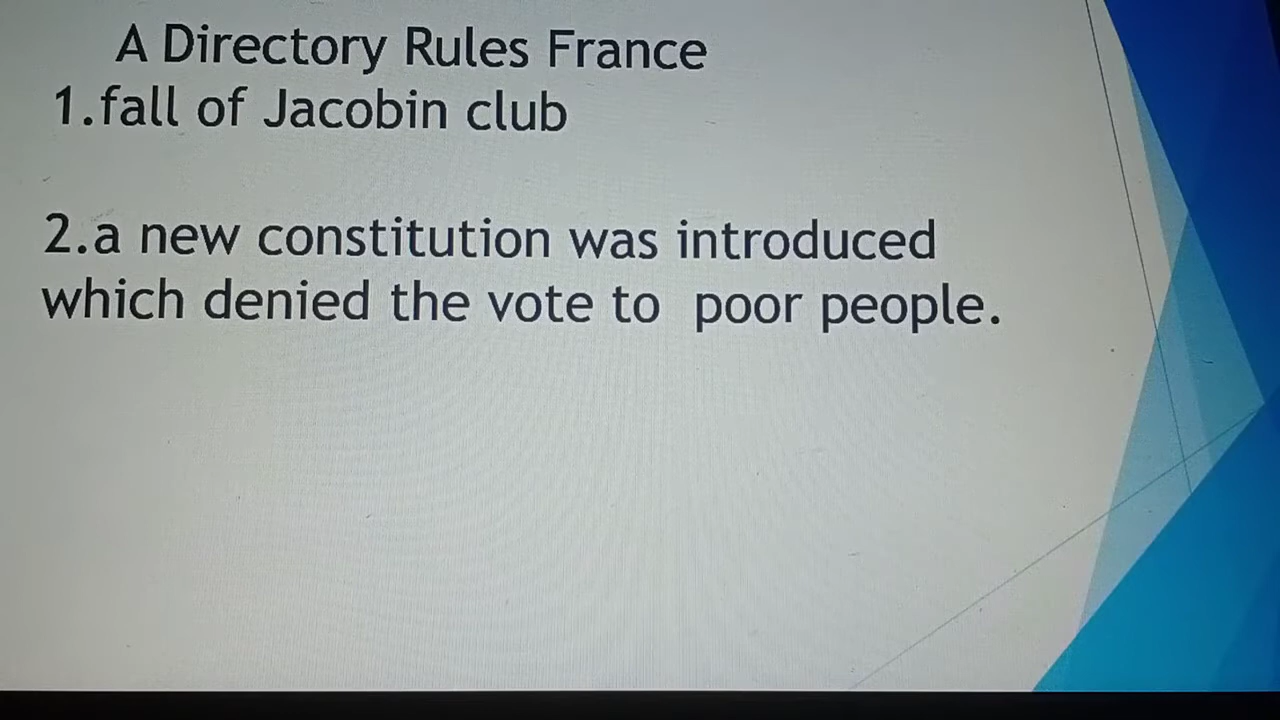 A Directory Rules France
1.fall of Jacobin club
2.a new constitution was introduced
which denied the vote to poor people.